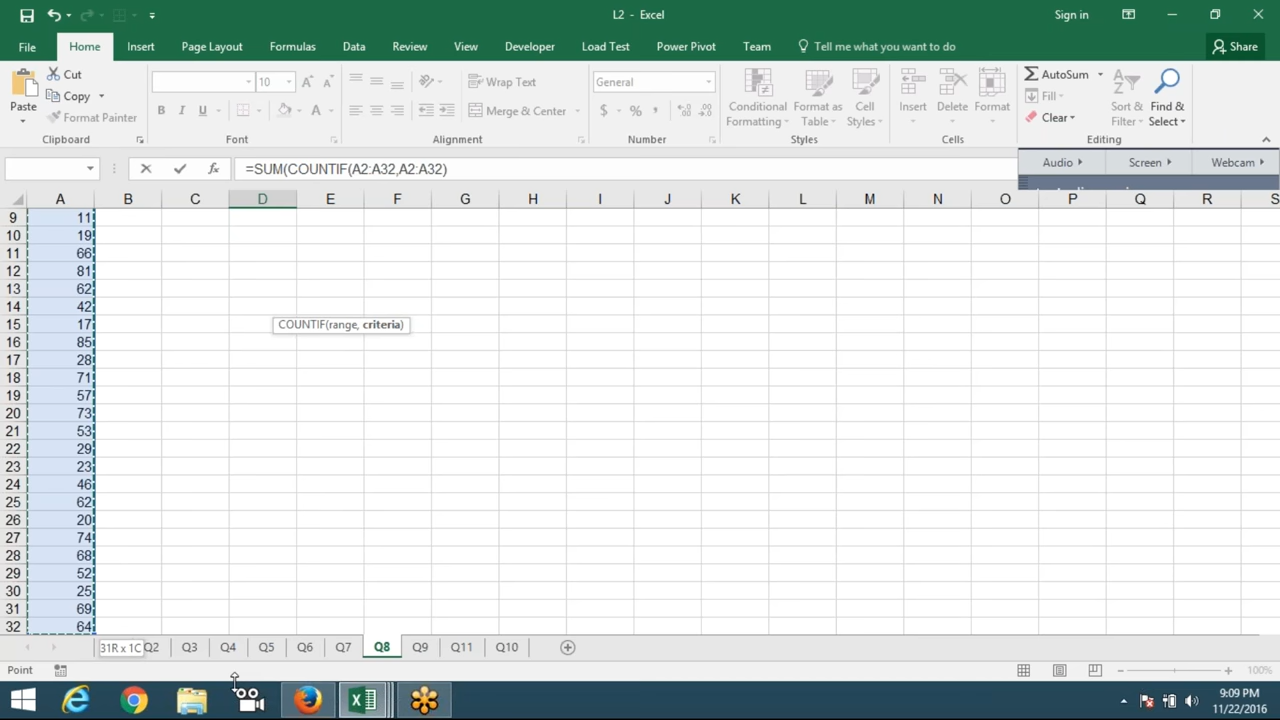 L2 - Excel
Sign in
File Home Insert Page Layout Formulas Data Review View Developer Load Test Power Pivot Team Tell me what you want to do Share
Paste
Cut
Copy
Format Painter
Clipboard
10 A A
B I U A
Font
Wrap Text
Merge & Center
Alignment
General
$ % ,
Number
Conditional Formatting
Format as Table
Cell Styles
Styles
Insert Delete Format
Cells
AutoSum
Fill
Clear
Sort & Filter
Find & Select
Editing
fx =SUM(COUNTIF(A2:A32,A2:A32)
Audio Screen Webcam
A B C D E F G H I J K L M N O P Q R S
9 11
10 19
11 66
12 81
13 62
14 42
15 17
COUNTIF(range, criteria)
16 85
17 28
18 71
19 57
20 73
21 53
22 29
23 23
24 46
25 62
26 20
27 74
28 68
29 52
30 25
31 69
32 64
31R x 1C Q2 Q3 Q4 Q5 Q6 Q7 Q8 Q9 Q11 Q10
Point
100%
9:09 PM
11/22/2016